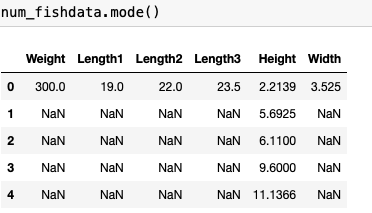 num_fishdata.mode()
Weight Length1 Length2 Length3 Height Width
0 300.0 19.0 22.0 23.5 2.2139 3.525
1 NaN NaN NaN NaN 5.6925 NaN
2 NaN NaN NaN NaN 6.1100 NaN
3 NaN NaN NaN NaN 9.6000 NaN
4 NaN NaN NaN NaN 11.1366 NaN